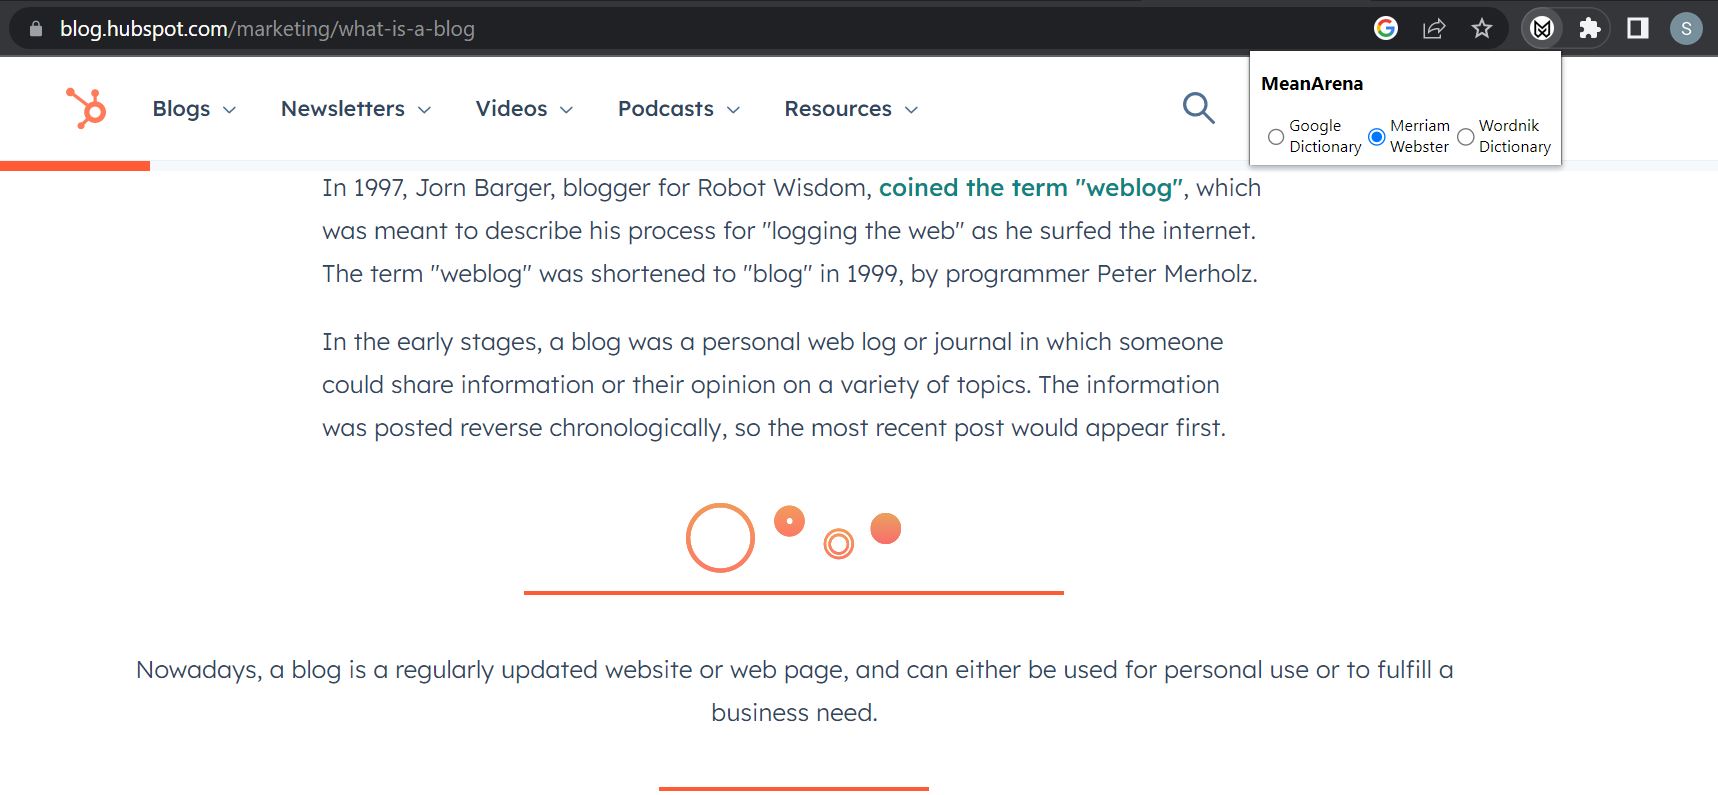 blog.hubspot.com/marketing/what-is-a-blog
S
MeanArena
Google Dictionary
Merriam Webster
Wordnik Dictionary
Blogs Newsletters Videos Podcasts Resources
In 1997, Jorn Barger, blogger for Robot Wisdom, coined the term "weblog", which
was meant to describe his process for "logging the web" as he surfed the internet.
The term "weblog" was shortened to "blog" in 1999, by programmer Peter Merholz.
In the early stages, a blog was a personal web log or journal in which someone
could share information or their opinion on a variety of topics. The information
was posted reverse chronologically, so the most recent post would appear first.
Nowadays, a blog is a regularly updated website or web page, and can either be used for personal use or to fulfill a
business need.